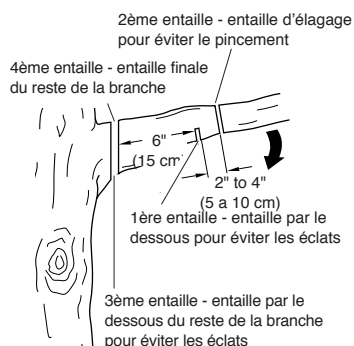 2ème entaille - entaille d'élagage
pour éviter le pincement
4ème entaille - entaille finale
du reste de la branche
6"
(15 cm
2" to 4"
(5 a 10 cm)
1ère entaille - entaille par le
dessous pour éviter les éclats
3ème entaille - entaille par le
dessous du reste de la branche
pour éviter les éclats